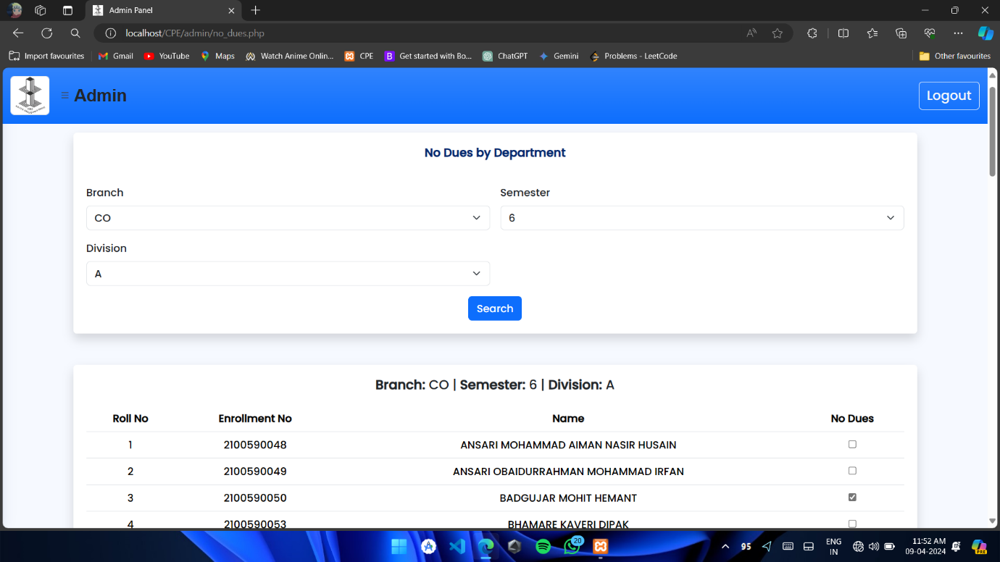 Admin Panel
localhost/CPE/admin/no_dues.php
Import favourites Gmail YouTube Maps Watch Anime Onlin... CPE B Get started with Bo... ChatGPT Gemini Problems - LeetCode Other favourites
Admin
Logout
No Dues by Department
Branch Semester
CO 6
Division
A
Search
Branch: CO | Semester: 6 | Division: A
Roll No Enrollment No Name No Dues
1 2100590048 ANSARI MOHAMMAD AIMAN NASIR HUSAIN
2 2100590049 ANSARI OBAIDURRAHMAN MOHAMMAD IRFAN
3 2100590050 BADGUJAR MOHIT HEMANT
4 2100590053 BHAMARE KAVERI DIPAK
20
95
ENG
IN
11:52 AM
09-04-2024
PRE